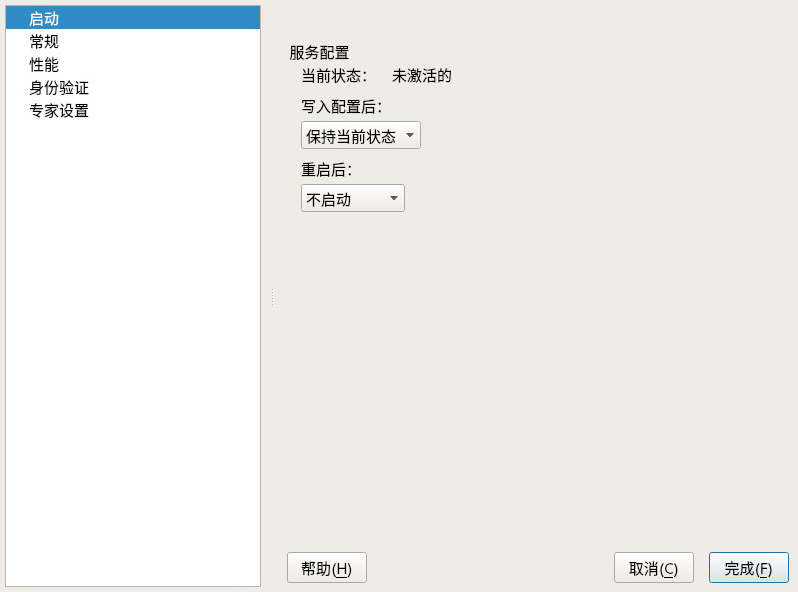 启动
常规
性能
身份验证
专家设置
服务配置
当前状态： 未激活的
写入配置后：
保持当前状态
重启后：
不启动
帮助(H)
取消(C)
完成(F)